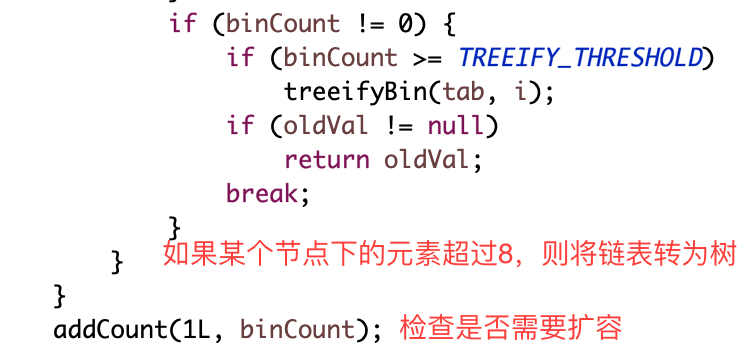 if (binCount != 0) {
if (binCount >= TREEIFY_THRESHOLD)
treeifyBin(tab, i);
if (oldVal != null)
return oldVal;
break;
}
} 如果某个节点下的元素超过8，则将链表转为树
}
addCount(1L, binCount); 检查是否需要扩容